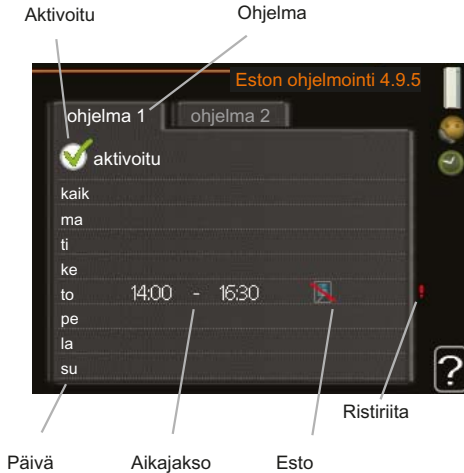 Aktivoitu Ohjelma
Eston ohjelmointi 4.9.5
ohjelma 1 ohjelma 2
aktivoitu
kaik
ma
ti
ke
to 14:00 - 16:30 !
pe
la
su
?
Ristiriita
Päivä Aikajakso Esto